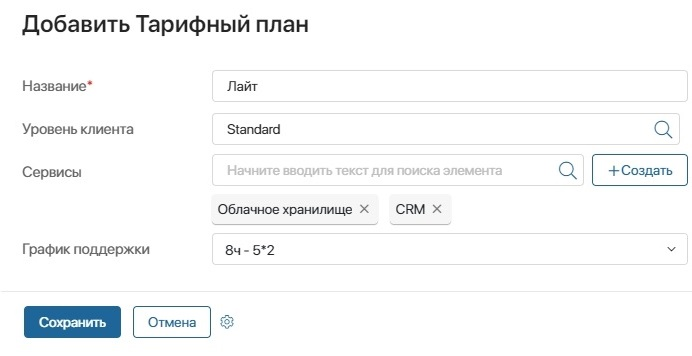 Добавить Тарифный план
Название*
Лайт
Уровень клиента
Standard
Сервисы
Начните вводить текст для поиска элемента
+Создать
Облачное хранилище ×
CRM ×
График поддержки
8ч - 5*2
Сохранить
Отмена